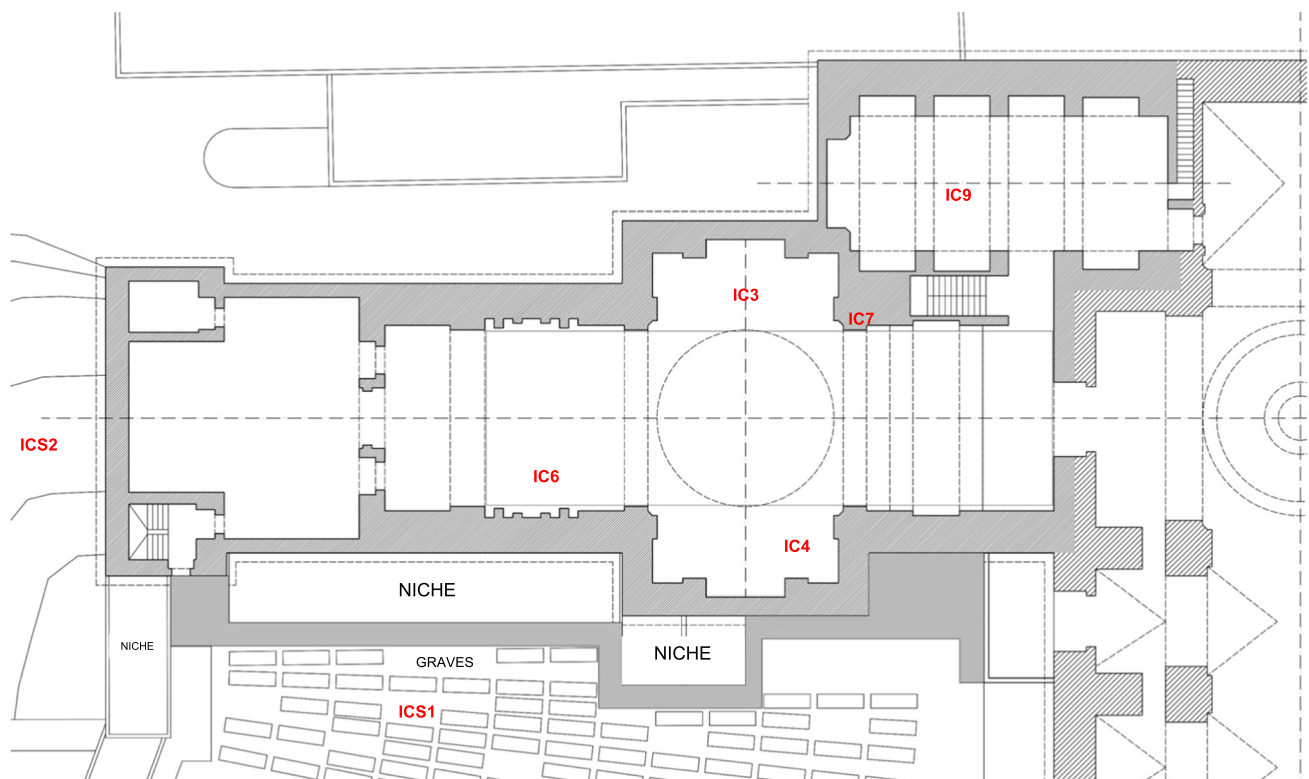 IC9
IC3
IC7
ICS2
IC6
IC4
NICHE
NICHE
NICHE
GRAVES
ICS1